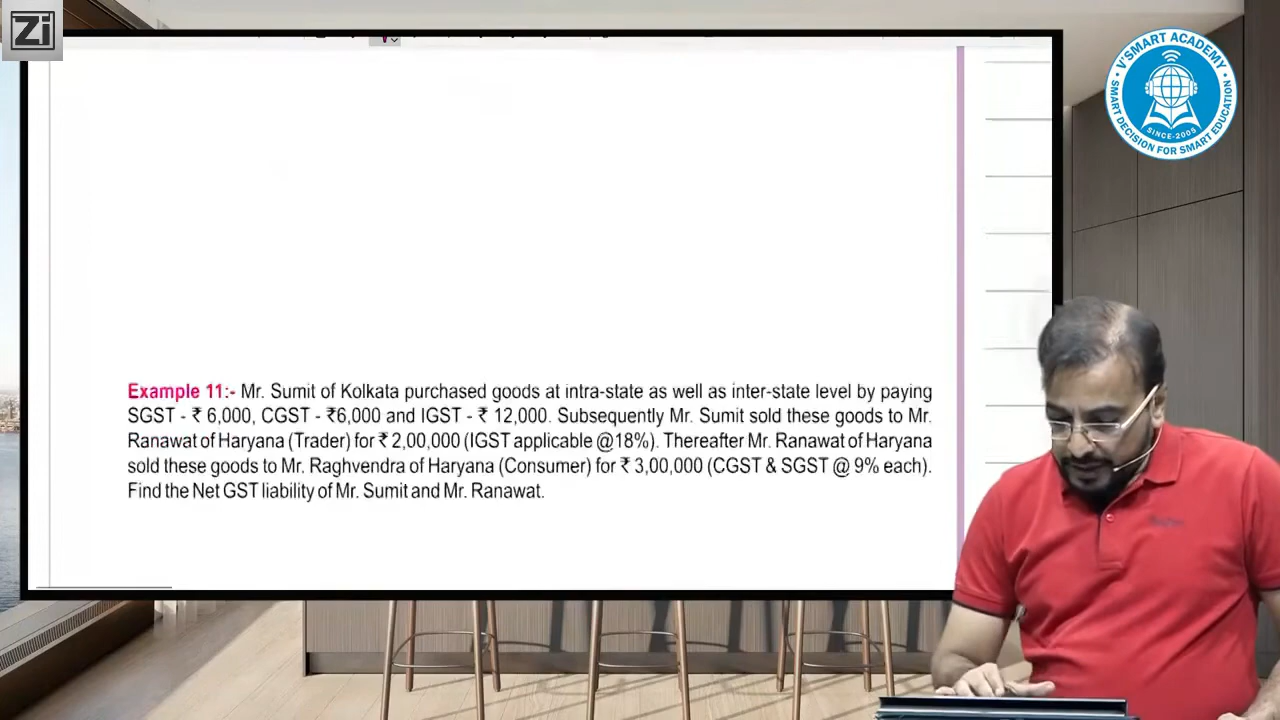 Zi
V'SMART ACADEMY
SMART DECISION FOR SMART EDUCATION
SINCE-2005
Example 11:- Mr. Sumit of Kolkata purchased goods at intra-state as well as inter-state level by paying
SGST - ₹ 6,000, CGST - ₹6,000 and IGST - ₹ 12,000. Subsequently Mr. Sumit sold these goods to Mr.
Ranawat of Haryana (Trader) for ₹ 2,00,000 (IGST applicable @18%). Thereafter Mr. Ranawat of Haryana
sold these goods to Mr. Raghvendra of Haryana (Consumer) for ₹ 3,00,000 (CGST & SGST @ 9% each).
Find the Net GST liability of Mr. Sumit and Mr. Ranawat.